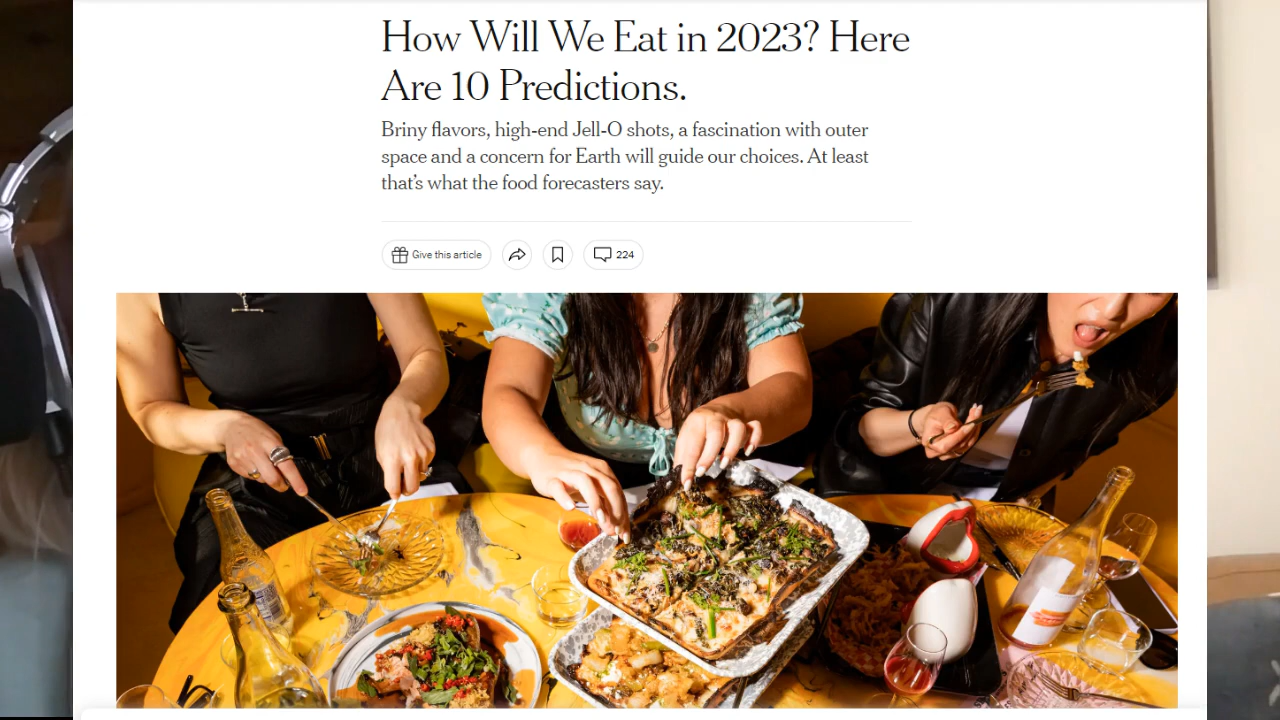 How Will We Eat in 2023? Here
Are 10 Predictions.
Briny flavors, high-end Jell-O shots, a fascination with outer
space and a concern for Earth will guide our choices. At least
that's what the food forecasters say.
Give this article
224